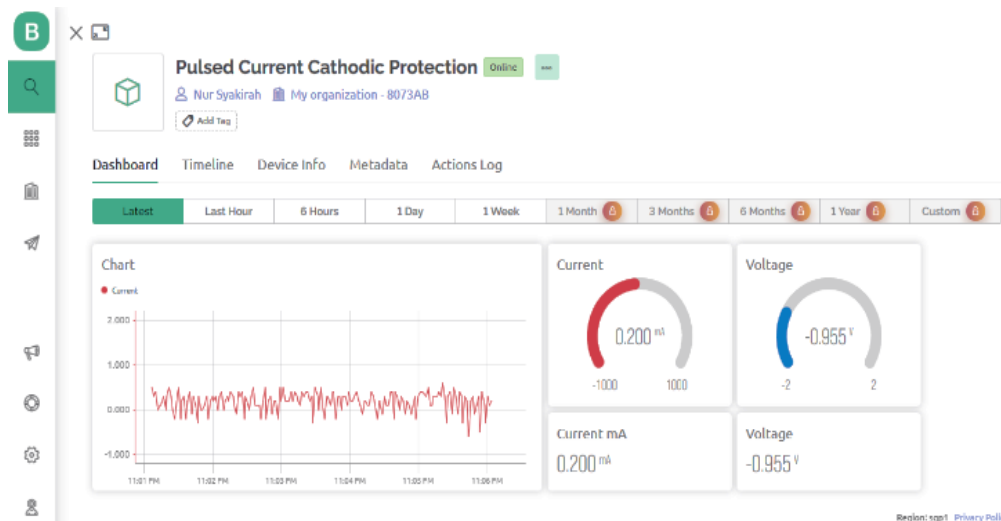 B
Pulsed Current Cathodic Protection Online
Nur Syakirah My organization - 8073AB
Add Tag
Dashboard Timeline Device Info Metadata Actions Log
Latest Last Hour 6 Hours 1 Day 1 Week 1 Month 3 Months 6 Months 1 Year Custom
Chart
Current
2.000
1.000
0.000
-1.000
11:01 PM 11:02 PM 11:03 PM 11:04 PM 11:05 PM 11:06 PM
Current
0.200 mA
-1000 1000
Voltage
-0.955 V
-2 2
Current mA
0.200 mA
Voltage
-0.955 V
Region: sgp1 Privacy Poli